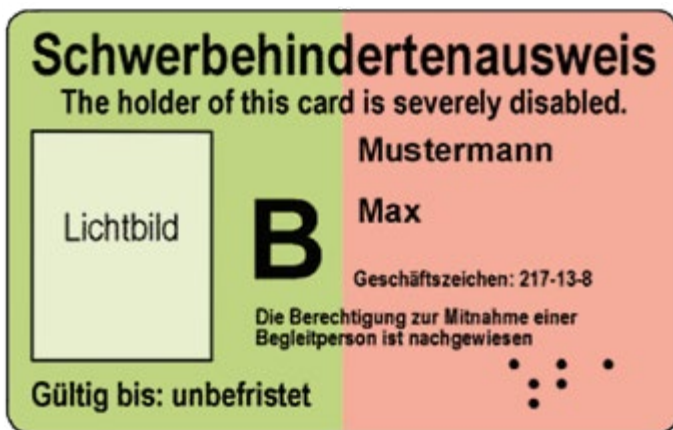 Schwerbehindertenausweis
The holder of this card is severely disabled.
Lichtbild
B
Mustermann
Max
Geschäftszeichen: 217-13-8
Die Berechtigung zur Mitnahme einer
Begleitperson ist nachgewiesen
Gültig bis: unbefristet